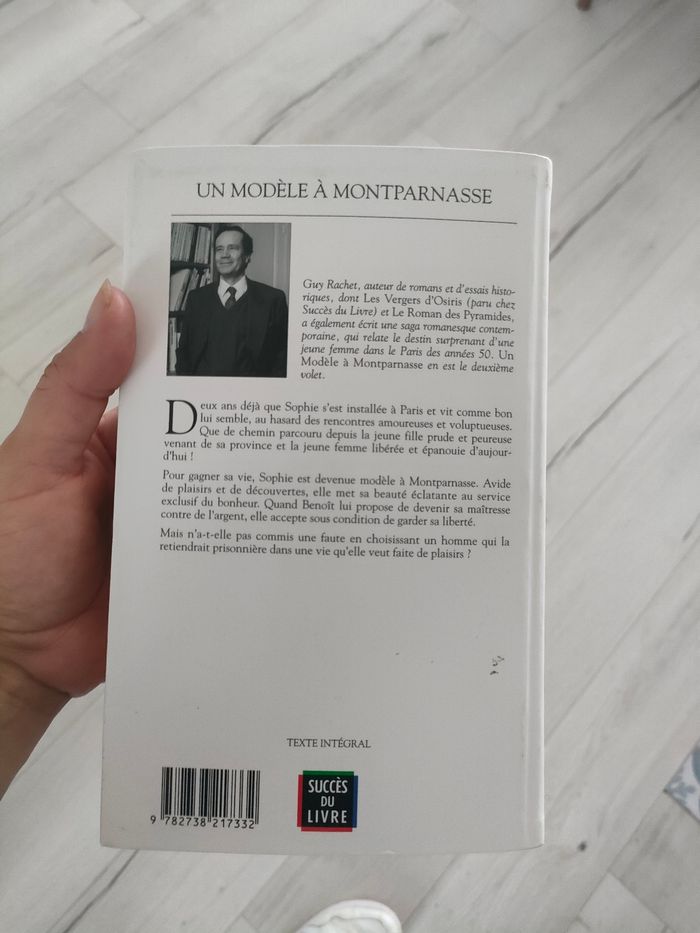 UN MODÈLE À MONTPARNASSE
Guy Rachet, auteur de romans et d'essais histo-
riques, dont Les Vergers d'Osiris (paru chez
Succès du Livre) et Le Roman des Pyramides,
a également écrit une saga romanesque contem-
poraine, qui relate le destin surprenant d'une
jeune femme dans le Paris des années 50. Un
Modèle à Montparnasse en est le deuxième
volet.
Deux ans déjà que Sophie s'est installée à Paris et vit comme bon
lui semble, au hasard des rencontres amoureuses et voluptueuses.
Que de chemin parcouru depuis la jeune fille prude et peureuse
venant de sa province et la jeune femme libérée et épanouie d'aujour-
d'hui !
Pour gagner sa vie, Sophie est devenue modèle à Montparnasse. Avide
de plaisirs et de découvertes, elle met sa beauté éclatante au service
exclusif du bonheur. Quand Benoît lui propose de devenir sa maîtresse
contre de l'argent, elle accepte sous condition de garder sa liberté.
Mais n'a-t-elle pas commis une faute en choisissant un homme qui la
retiendrait prisonnière dans une vie qu'elle veut faite de plaisirs ?
TEXTE INTÉGRAL
9 782738 217332
SUCCÈS
DU
LIVRE